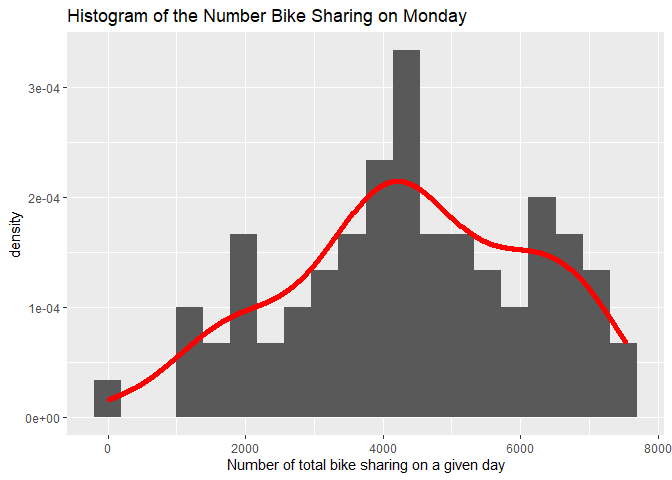 Histogram of the Number Bike Sharing on Monday
3e-04
2e-04
1e-04
0e+00
density
0 2000 4000 6000 8000
Number of total bike sharing on a given day